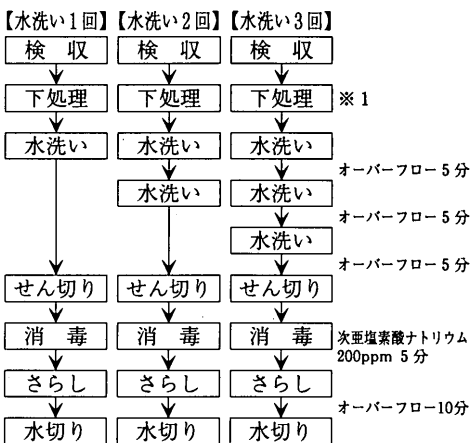 【水洗い1回】【水洗い2回】【水洗い3回】
検 収 検 収 検 収
下処理 下処理 下処理 ※1
水洗い 水洗い 水洗い
オーバーフロー5分
水洗い 水洗い
オーバーフロー5分
水洗い
オーバーフロー5分
せん切り せん切り せん切り
消 毒 消 毒 消 毒 次亜塩素酸ナトリウム
200ppm 5分
さらし さらし さらし
オーバーフロー10分
水切り 水切り 水切り